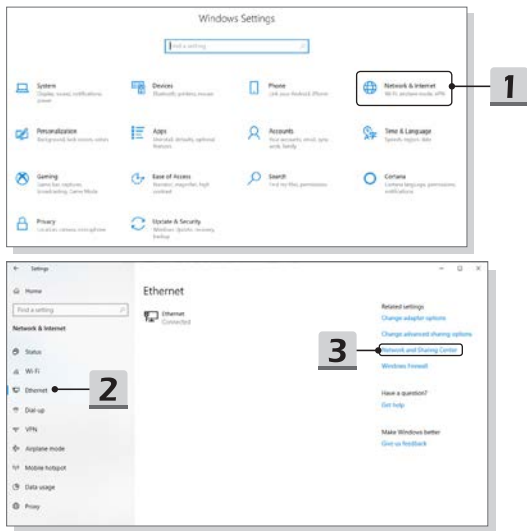 Windows Settings
Find a setting
System
Display, sound, notifications, power
Devices
Bluetooth, printers, mouse
Phone
Link your Android, iPhone
Network & Internet
Wi-Fi, airplane mode, VPN
1
Personalization
Background, lock screen, colors
Apps
Uninstall, defaults, optional features
Accounts
Your accounts, email, sync, work, family
Time & Language
Speech, region, date
Gaming
Game bar, captures, broadcasting, Game Mode
Ease of Access
Narrator, magnifier, high contrast
Search
Find my files, permissions
Cortana
Cortana language, permissions, notifications
Privacy
Location, camera, microphone
Update & Security
Windows Update, recovery, backup
Settings
Home
Find a setting
Network & Internet
Status
Wi-Fi
Ethernet
2
Dial-up
VPN
Airplane mode
Mobile hotspot
Data usage
Proxy
Ethernet
Ethernet
Connected
Related settings
Change adapter options
Change advanced sharing options
3
Network and Sharing Center
Windows Firewall
Have a question?
Get help
Make Windows better
Give us feedback